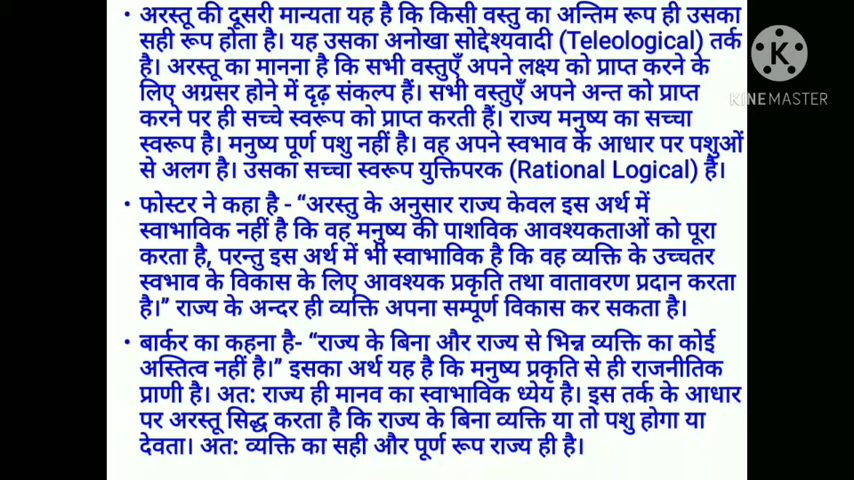 • अरस्तू की दूसरी मान्यता यह है कि किसी वस्तु का अन्तिम रूप ही उसका
सही रूप होता है। यह उसका अनोखा सोद्देश्यवादी (Teleological) तर्क
है। अरस्तू का मानना है कि सभी वस्तुएँ अपने लक्ष्य को प्राप्त करने के
लिए अग्रसर होने में दृढ़ संकल्प हैं। सभी वस्तुएँ अपने अन्त को प्राप्त
करने पर ही सच्चे स्वरूप को प्राप्त करती हैं। राज्य मनुष्य का सच्चा
स्वरूप है। मनुष्य पूर्ण पशु नहीं है। वह अपने स्वभाव के आधार पर पशुओं
से अलग है। उसका सच्चा स्वरूप युक्तिपरक (Rational Logical) है।
• फोस्टर ने कहा है - “अरस्तु के अनुसार राज्य केवल इस अर्थ में
स्वाभाविक नहीं है कि वह मनुष्य की पाशविक आवश्यकताओं को पूरा
करता है, परन्तु इस अर्थ में भी स्वाभाविक है कि वह व्यक्ति के उच्चतर
स्वभाव के विकास के लिए आवश्यक प्रकृति तथा वातावरण प्रदान करता
है।” राज्य के अन्दर ही व्यक्ति अपना सम्पूर्ण विकास कर सकता है।
• बार्कर का कहना है- “राज्य के बिना और राज्य से भिन्न व्यक्ति का कोई
अस्तित्व नहीं है।” इसका अर्थ यह है कि मनुष्य प्रकृति से ही राजनीतिक
प्राणी है। अत: राज्य ही मानव का स्वाभाविक ध्येय है। इस तर्क के आधार
पर अरस्तू सिद्ध करता है कि राज्य के बिना व्यक्ति या तो पशु होगा या
देवता। अत: व्यक्ति का सही और पूर्ण रूप राज्य ही है।
K
KINEMASTER